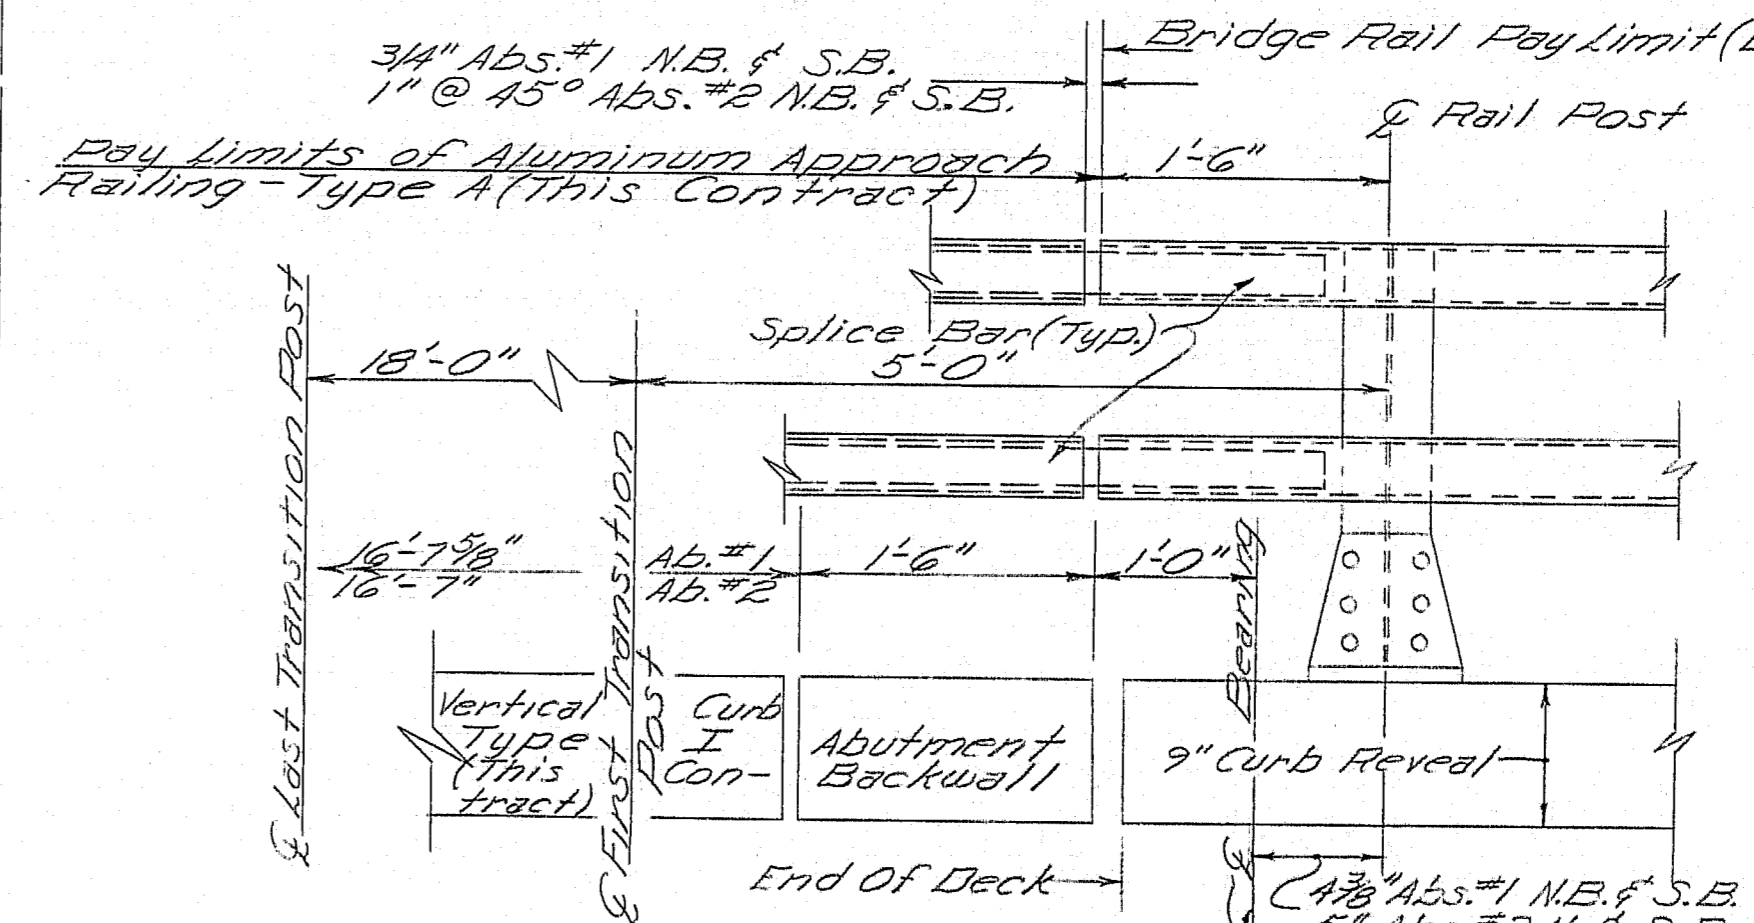 3/4" Abs.#1 N.B. & S.B.
1" @ 45° Abs. #2 N.B. & S.B.
Bridge Rail Pay Limit
℄ Rail Post
Pay Limits of Aluminum Approach
Railing - Type A (This Contract)
1'-6"
Splice Bar (Typ.)
18'-0"
5'-0"
℄ Last Transition Post
℄ First Transition Post
16'-7 5/8"
16'-7"
Ab. #1
Ab. #2
1'-6"
1'-0"
℄ Bearing
Vertical Curb
Type I
(This Con-
tract)
Abutment
Backwall
9" Curb Reveal
End Of Deck
4 3/8" Abs. #1 N.B. & S.B.